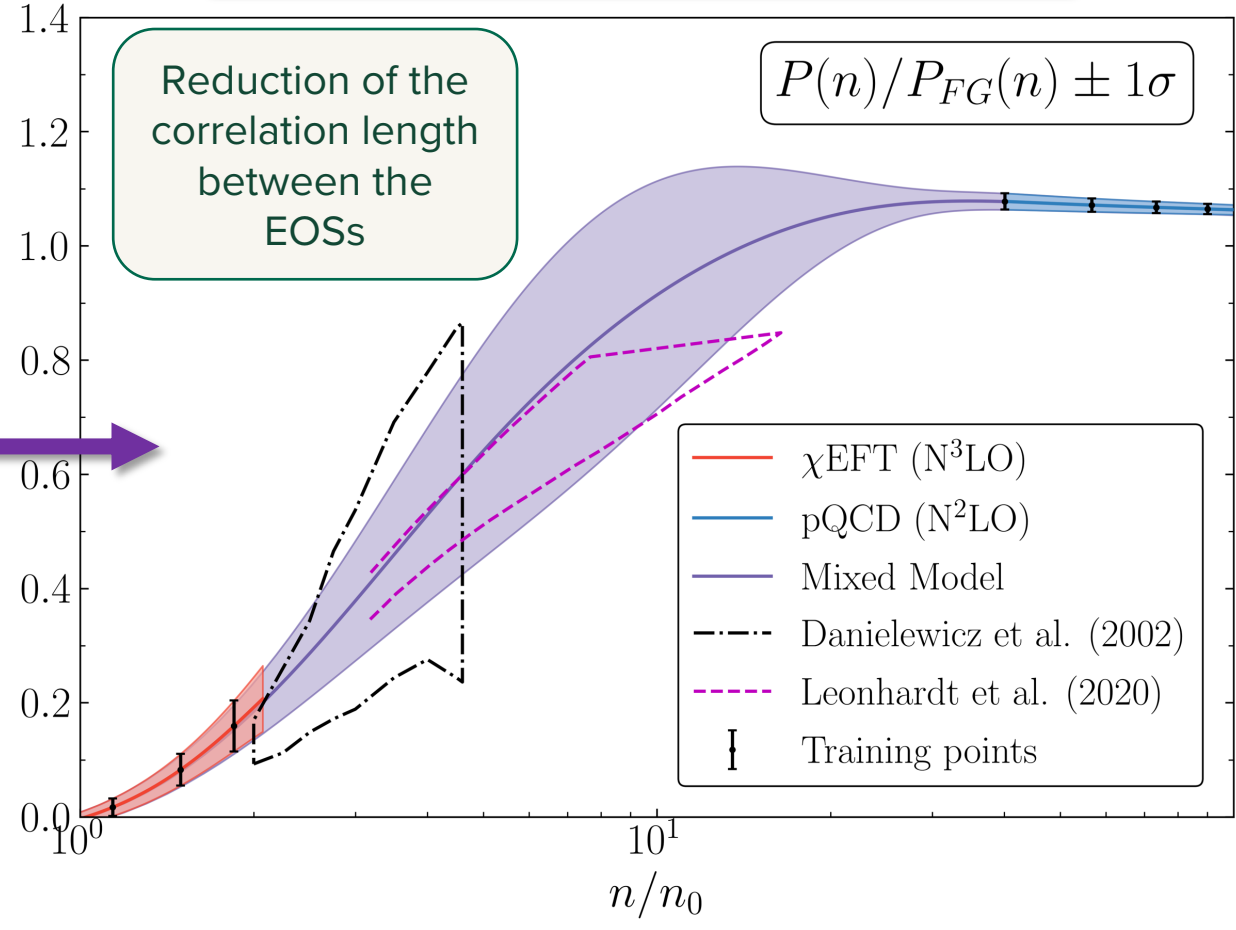 Reduction of the
correlation length
between the
EOSs
P(n)/P_{FG}(n) ± 1σ
1.4
1.2
1.0
0.8
0.6
0.4
0.2
0.0
10⁰
10¹
n/n₀
χEFT (N³LO)
pQCD (N²LO)
Mixed Model
Danielewicz et al. (2002)
Leonhardt et al. (2020)
Training points